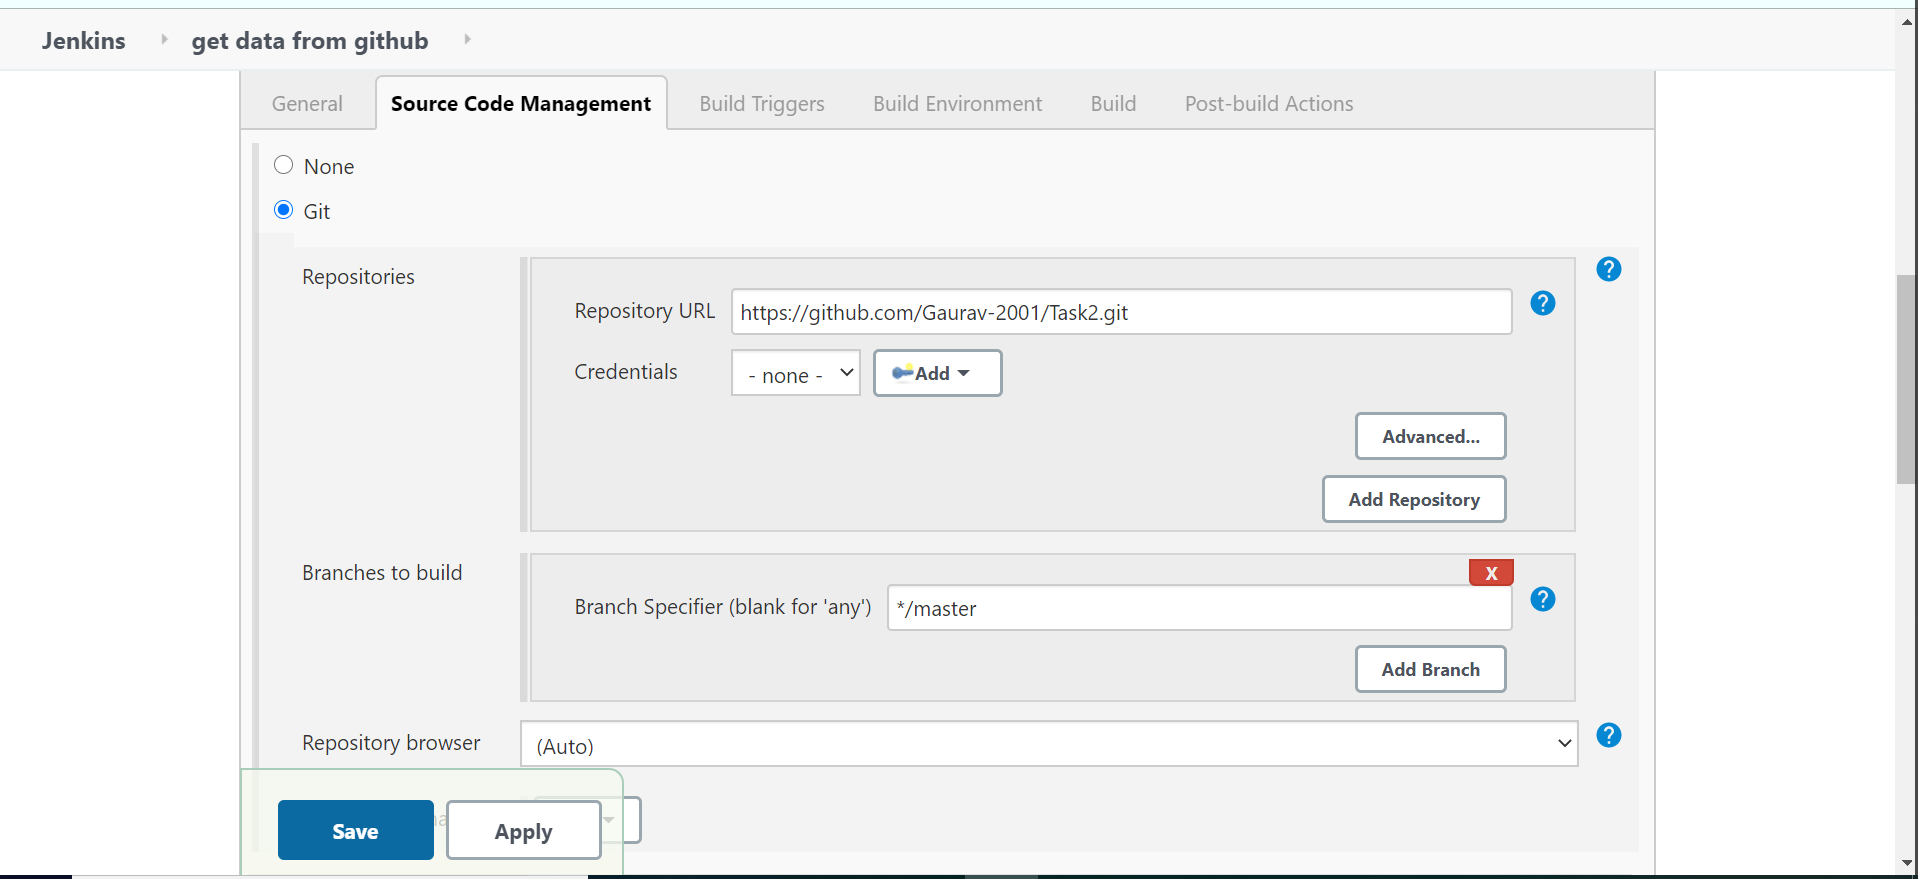 Jenkins get data from github
General Source Code Management Build Triggers Build Environment Build Post-build Actions
None
Git
Repositories
?
Repository URL https://github.com/Gaurav-2001/Task2.git ?
Credentials - none - Add
Advanced...
Add Repository
Branches to build
X
Branch Specifier (blank for 'any') */master ?
Add Branch
Repository browser (Auto) ?
Save Apply